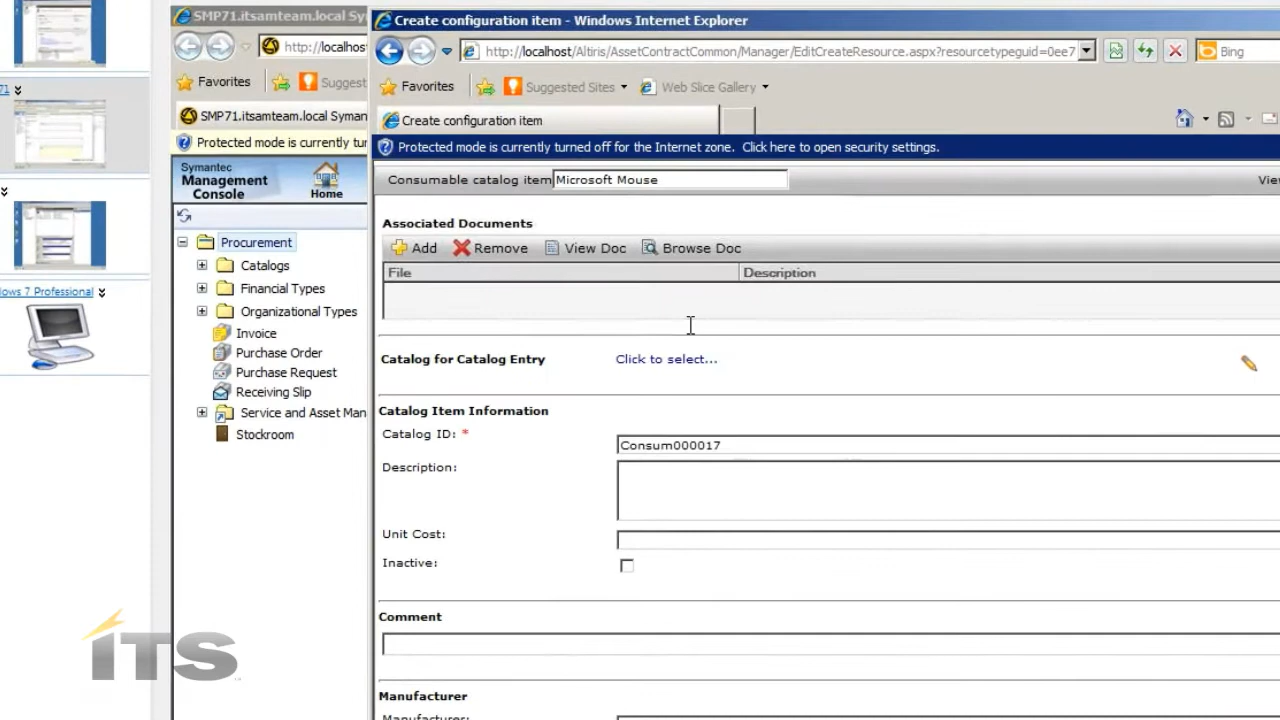 SMP71.itsamteam.local Sy
Create configuration item - Windows Internet Explorer
http://localhos
http://localhost/Altiris/AssetContractCommon/Manager/EditCreateResource.aspx?resourcetypeguid=0ee7
Bing
Favorites
Suggest
Favorites
Suggested Sites
Web Slice Gallery
SMP71.itsamteam.local Syman
Create configuration item
Protected mode is currently tur
Protected mode is currently turned off for the Internet zone. Click here to open security settings.
71
Symantec
Management
Console
Home
Consumable catalog item
Microsoft Mouse
View
Associated Documents
Add
Remove
View Doc
Browse Doc
File
Description
Procurement
Catalogs
Financial Types
Organizational Types
Invoice
Purchase Order
Purchase Request
Receiving Slip
Service and Asset Man
Stockroom
ows 7 Professional
Catalog for Catalog Entry
Click to select...
Catalog Item Information
Catalog ID: *
Consum000017
Description:
Unit Cost:
Inactive:
Comment
Manufacturer
Manufacturer:
ITS